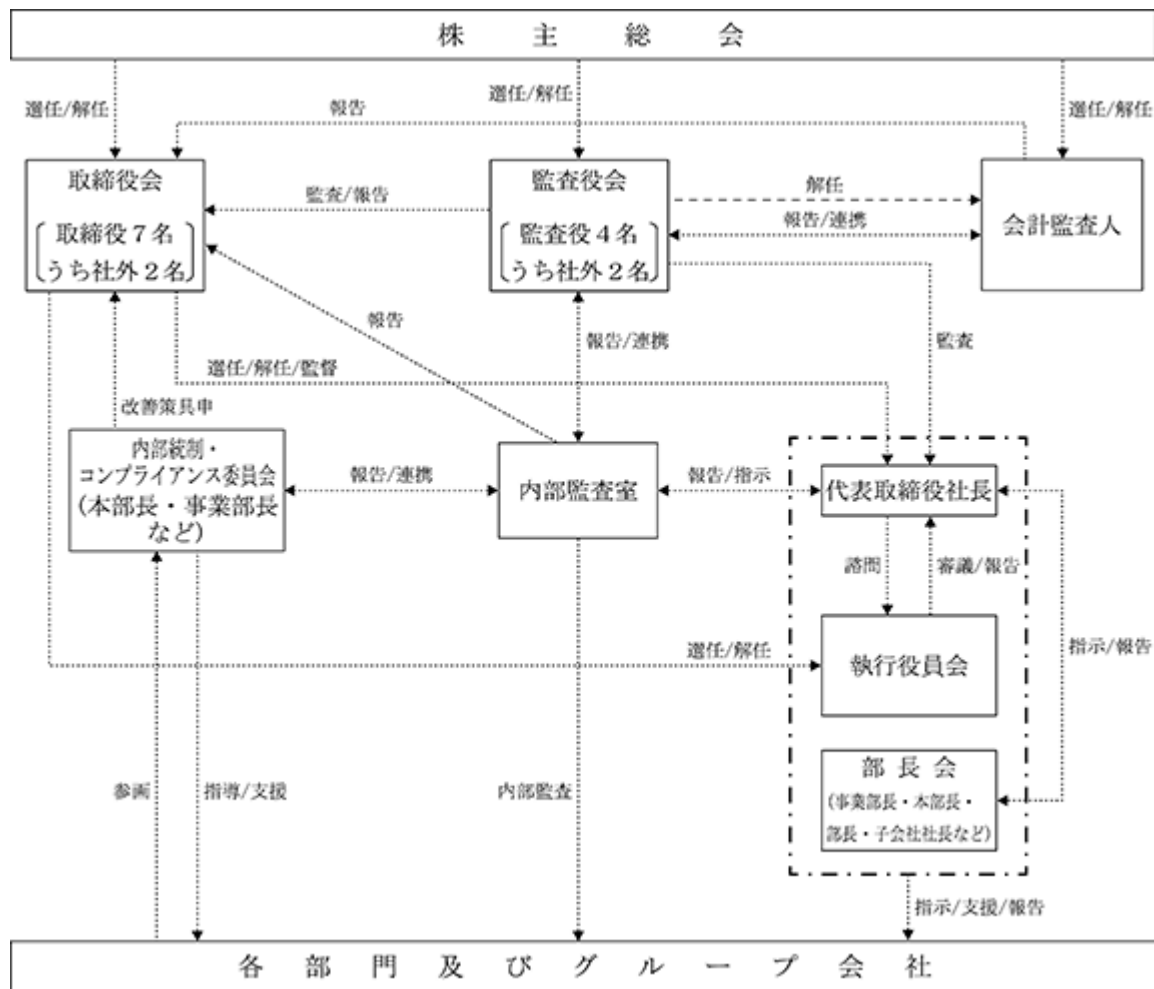 株主総会
選任/解任
報告
選任/解任
選任/解任
取締役会
取締役7名
うち社外2名
監査/報告
監査役会
監査役4名
うち社外2名
解任
報告/連携
会計監査人
報告
報告/連携
監査
選任/解任/監督
改善策具申
内部統制・
コンプライアンス委員会
(本部長・事業部長
など)
報告/連携
内部監査室
報告/指示
代表取締役社長
諮問
審議/報告
選任/解任
執行役員会
指示/報告
部長会
(事業部長・本部長・
部長・子会社社長など)
参画
指導/支援
内部監査
指示/支援/報告
各部門及びグループ会社